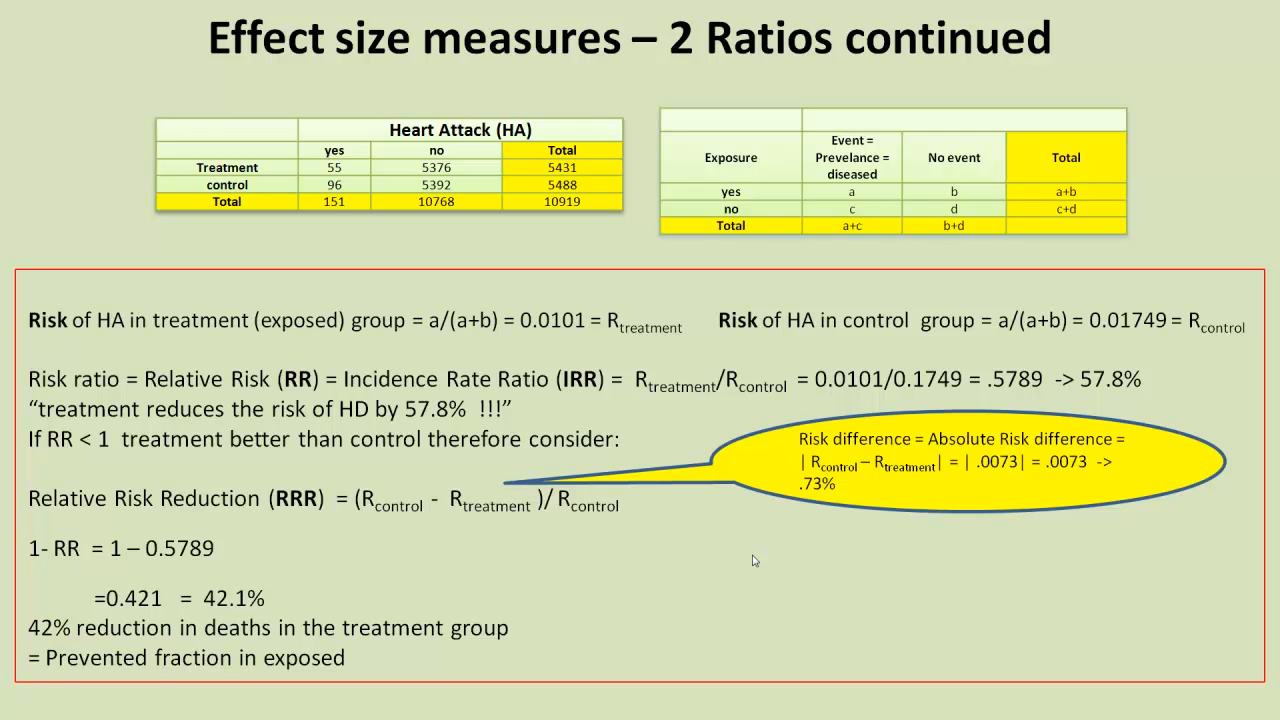 Effect size measures – 2 Ratios continued
Heart Attack (HA)
yes no Total
Treatment 55 5376 5431
control 96 5392 5488
Total 151 10768 10919
Exposure Event = Prevelance = diseased No event Total
yes a b a+b
no c d c+d
Total a+c b+d
Risk of HA in treatment (exposed) group = a/(a+b) = 0.0101 = Rtreatment
Risk of HA in control group = a/(a+b) = 0.01749 = Rcontrol
Risk ratio = Relative Risk (RR) = Incidence Rate Ratio (IRR) = Rtreatment/Rcontrol = 0.0101/0.1749 = .5789 -> 57.8%
“treatment reduces the risk of HD by 57.8% !!!”
If RR < 1 treatment better than control therefore consider:
Risk difference = Absolute Risk difference =
| Rcontrol – Rtreatment| = | .0073| = .0073 ->
.73%
Relative Risk Reduction (RRR) = (Rcontrol - Rtreatment )/ Rcontrol
1- RR = 1 – 0.5789
=0.421 = 42.1%
42% reduction in deaths in the treatment group
= Prevented fraction in exposed